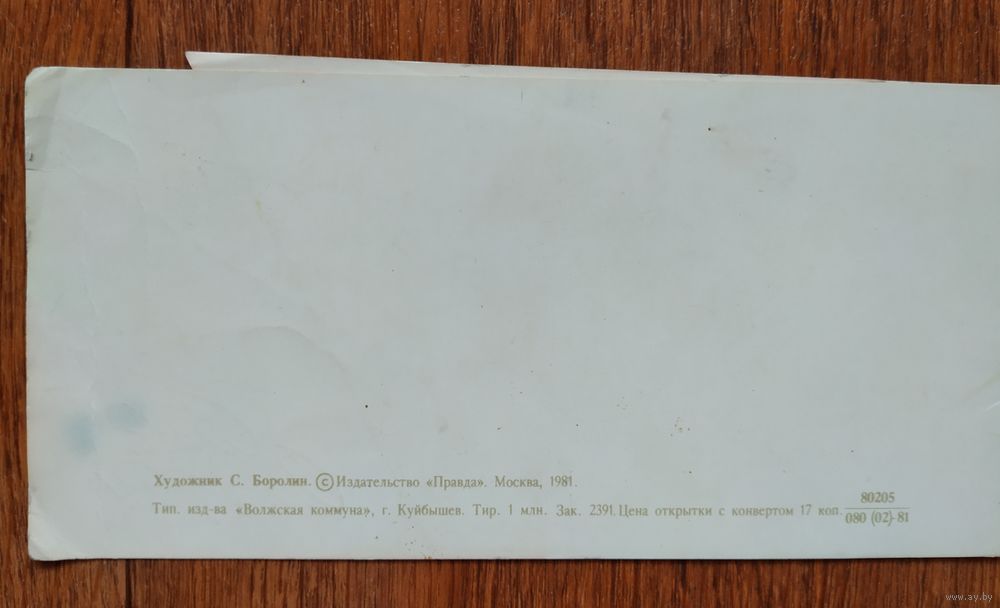 Художник С. Боролин. © Издательство «Правда». Москва, 1981.
Тип. изд-ва «Волжская коммуна», г. Куйбышев. Тир. 1 млн. Зак. 2391. Цена открытки с конвертом 17 коп.
80205
080 (02)-81
www.ay.by